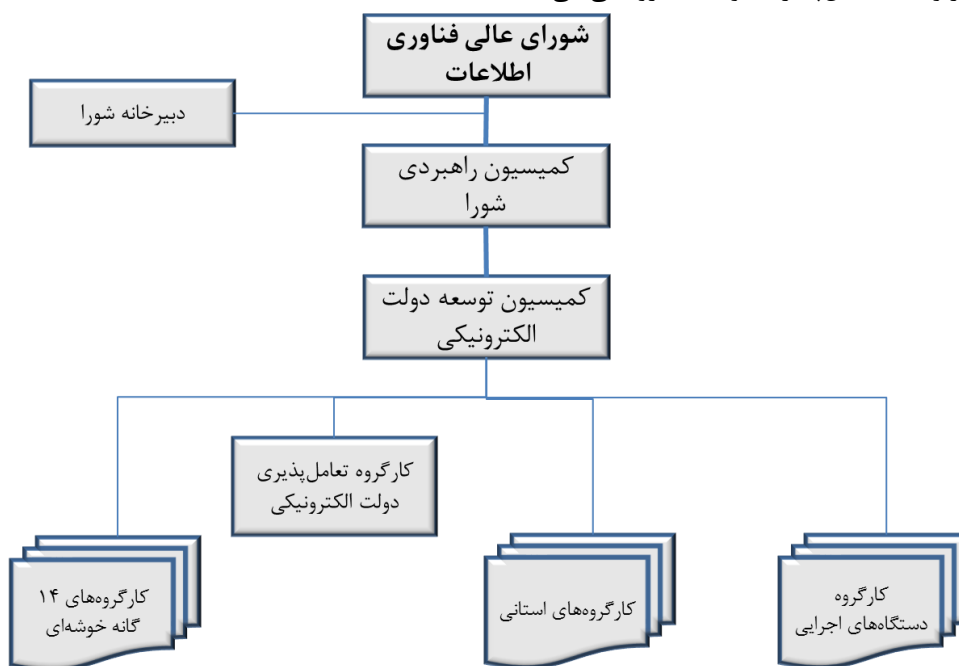 شورای عالی فناوری
اطلاعات
دبیرخانه شورا
کمیسیون راهبردی
شورا
کمیسیون توسعه دولت
الکترونیکی
کارگروه تعامل‌پذیری
دولت الکترونیکی
کارگروه
دستگاه‌های اجرایی
کارگروه‌های استانی
کارگروه‌های ۱۴
گانه خوشه‌ای